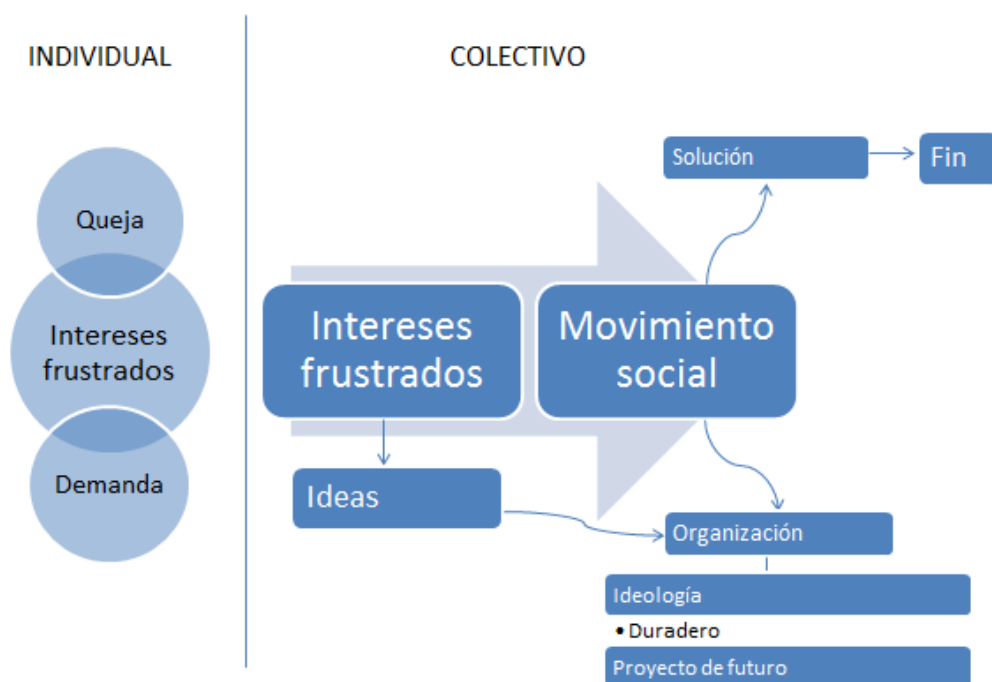 INDIVIDUAL
COLECTIVO
Queja
Intereses
frustrados
Demanda
Intereses
frustrados
Movimiento
social
Ideas
Solución
Fin
Organización
Ideología
• Duradero
Proyecto de futuro